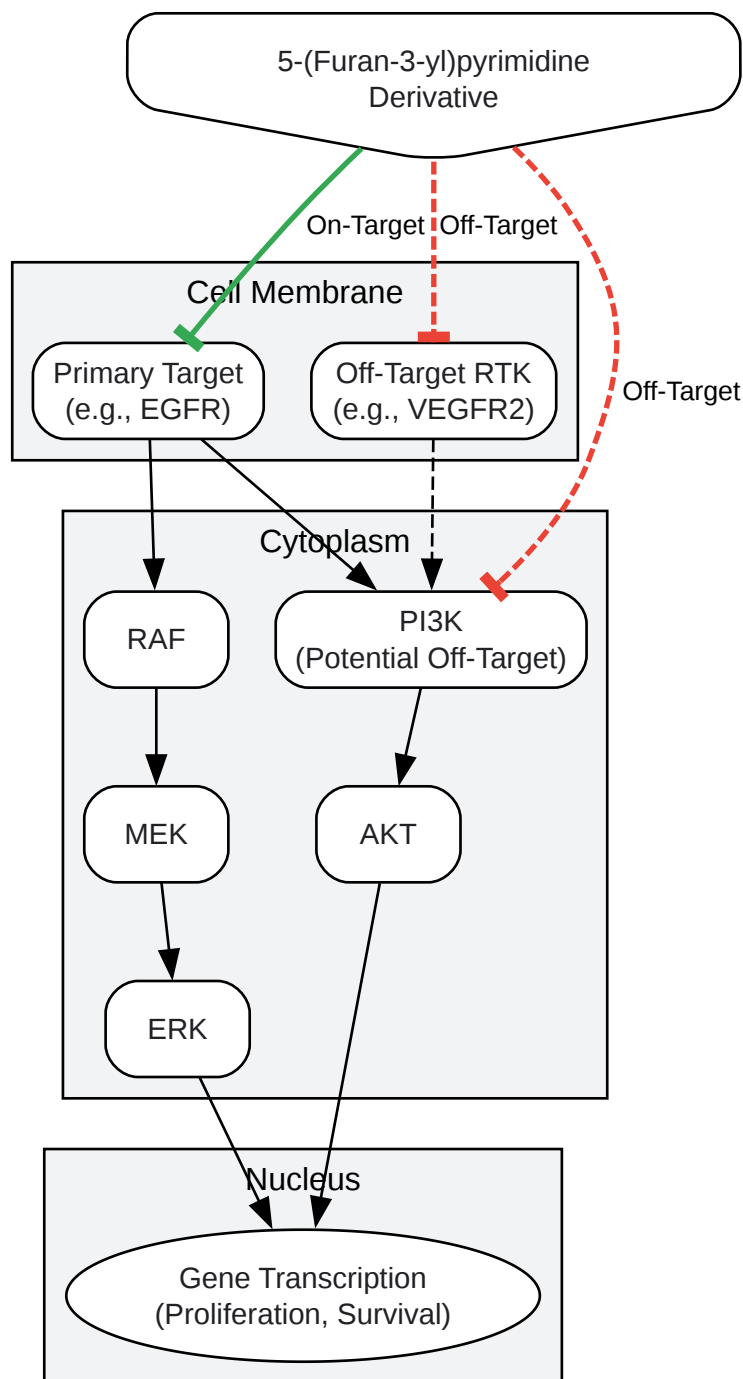 5-(Furan-3-yl)pyrimidine
Derivative
On-Target
Off-Target
Cell Membrane
Primary Target
(e.g., EGFR)
Off-Target RTK
(e.g., VEGFR2)
Off-Target
Cytoplasm
RAF
PI3K
(Potential Off-Target)
MEK
AKT
ERK
Nucleus
Gene Transcription
(Proliferation, Survival)